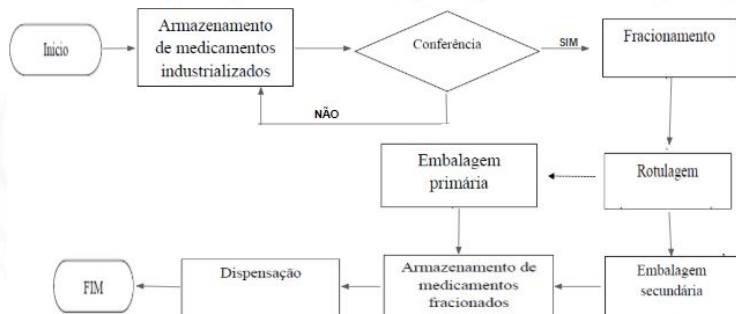 Inicio
Armazenamento
de medicamentos
industrializados
Conferência
SIM
Fracionamento
NÃO
Embalagem
primária
Rotulagem
FIM
Dispensação
Armazenamento de
medicamentos
fracionados
Embalagem
secundária